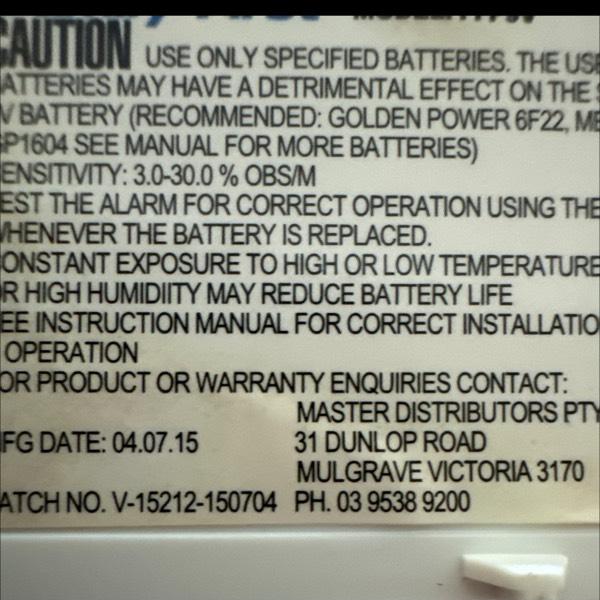 CAUTION USE ONLY SPECIFIED BATTERIES. THE USE
ATTERIES MAY HAVE A DETRIMENTAL EFFECT ON THE S
V BATTERY (RECOMMENDED: GOLDEN POWER 6F22, ME
GP1604 SEE MANUAL FOR MORE BATTERIES)
ENSITIVITY: 3.0-30.0 % OBS/M
EST THE ALARM FOR CORRECT OPERATION USING THE
WHENEVER THE BATTERY IS REPLACED.
ONSTANT EXPOSURE TO HIGH OR LOW TEMPERATURE
OR HIGH HUMIDIITY MAY REDUCE BATTERY LIFE
EE INSTRUCTION MANUAL FOR CORRECT INSTALLATIO
OPERATION
OR PRODUCT OR WARRANTY ENQUIRIES CONTACT:
MASTER DISTRIBUTORS PTY
FG DATE: 04.07.15 31 DUNLOP ROAD
MULGRAVE VICTORIA 3170
ATCH NO. V-15212-150704 PH. 03 9538 9200